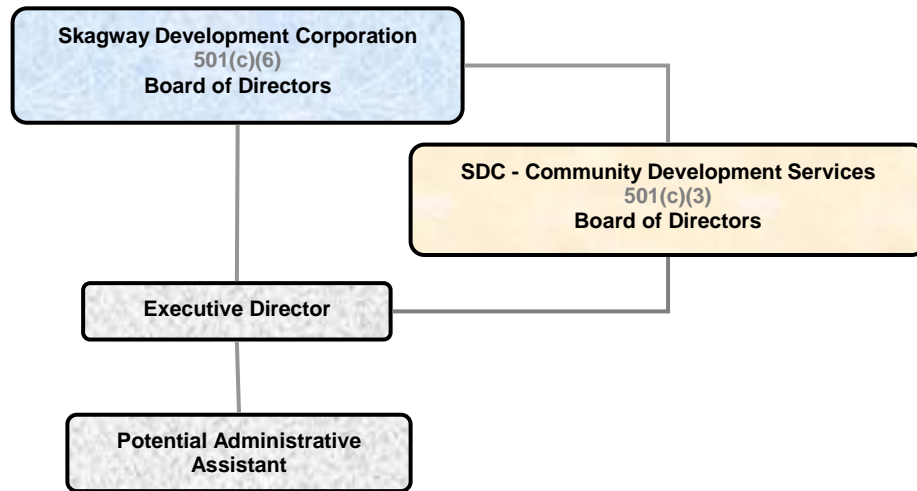 Skagway Development Corporation
501(c)(6)
Board of Directors
SDC - Community Development Services
501(c)(3)
Board of Directors
Executive Director
Potential Administrative
Assistant